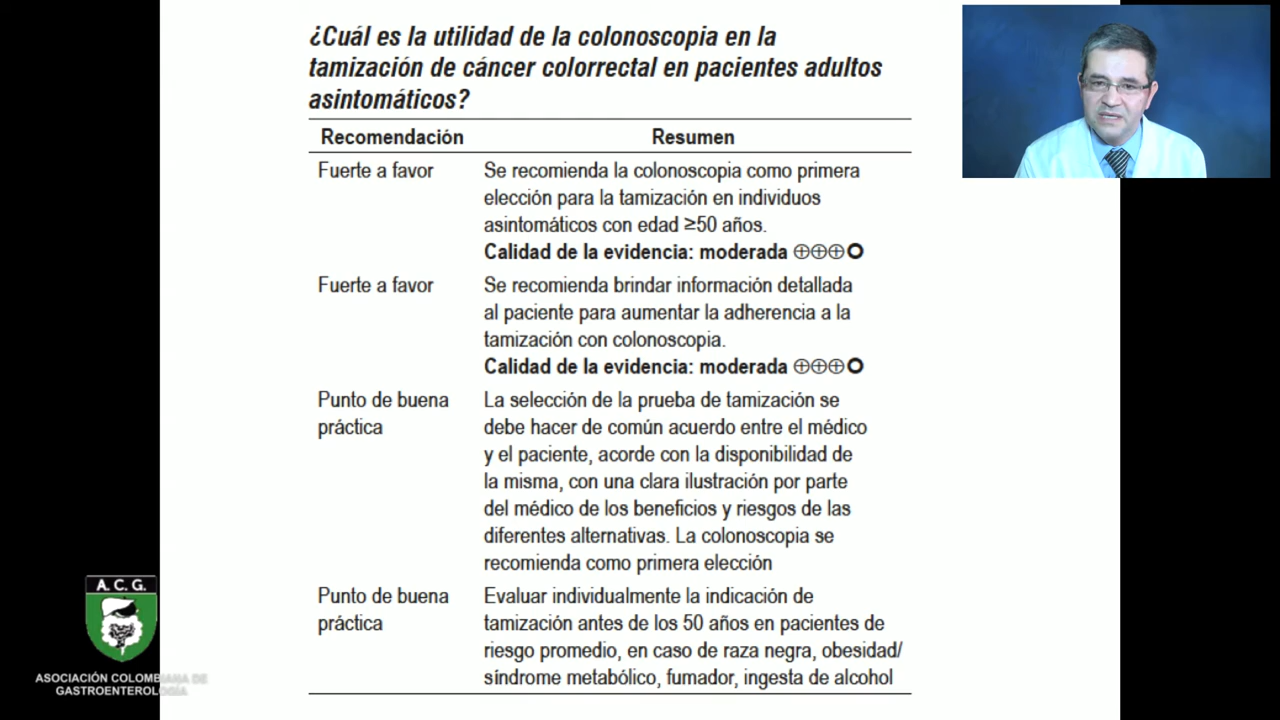 ¿Cuál es la utilidad de la colonoscopia en la
tamización de cáncer colorrectal en pacientes adultos
asintomáticos?
Recomendación Resumen
Fuerte a favor Se recomienda la colonoscopia como primera
elección para la tamización en individuos
asintomáticos con edad ≥50 años.
Calidad de la evidencia: moderada ⊕⊕⊕O
Fuerte a favor Se recomienda brindar información detallada
al paciente para aumentar la adherencia a la
tamización con colonoscopia.
Calidad de la evidencia: moderada ⊕⊕⊕O
Punto de buena La selección de la prueba de tamización se
práctica debe hacer de común acuerdo entre el médico
y el paciente, acorde con la disponibilidad de
la misma, con una clara ilustración por parte
del médico de los beneficios y riesgos de las
diferentes alternativas. La colonoscopia se
recomienda como primera elección
Punto de buena Evaluar individualmente la indicación de
práctica tamización antes de los 50 años en pacientes de
riesgo promedio, en caso de raza negra, obesidad/
síndrome metabólico, fumador, ingesta de alcohol
A. C. G.
ASOCIACIÓN COLOMBIANA DE
GASTROENTEROLOGÍA